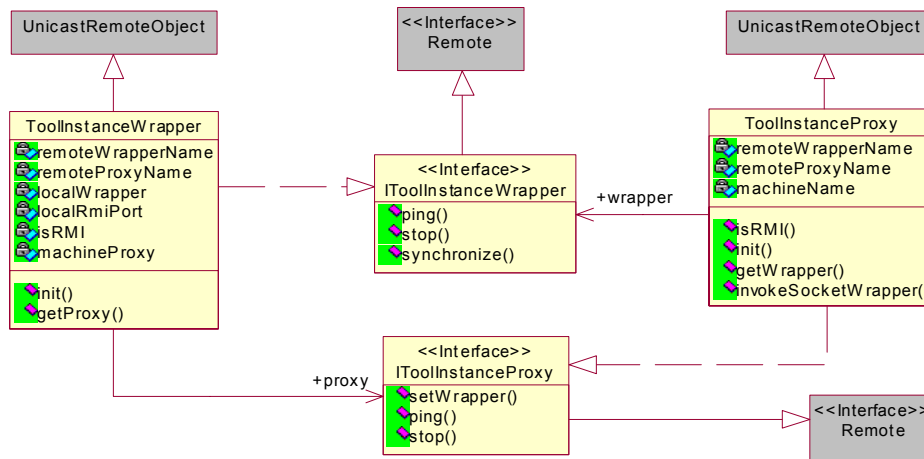 UnicastRemoteObject
<<Interface>>
Remote
UnicastRemoteObject
ToolInstanceWrapper
remoteWrapperName
remoteProxyName
localWrapper
localRmiPort
isRMI
machineProxy
init()
getProxy()
<<Interface>>
IToolInstanceWrapper
ping()
stop()
synchronize()
+wrapper
ToolInstanceProxy
remoteWrapperName
remoteProxyName
machineName
isRMI()
init()
getWrapper()
invokeSocketWrapper()
+proxy
<<Interface>>
IToolInstanceProxy
setWrapper()
ping()
stop()
<<Interface>>
Remote